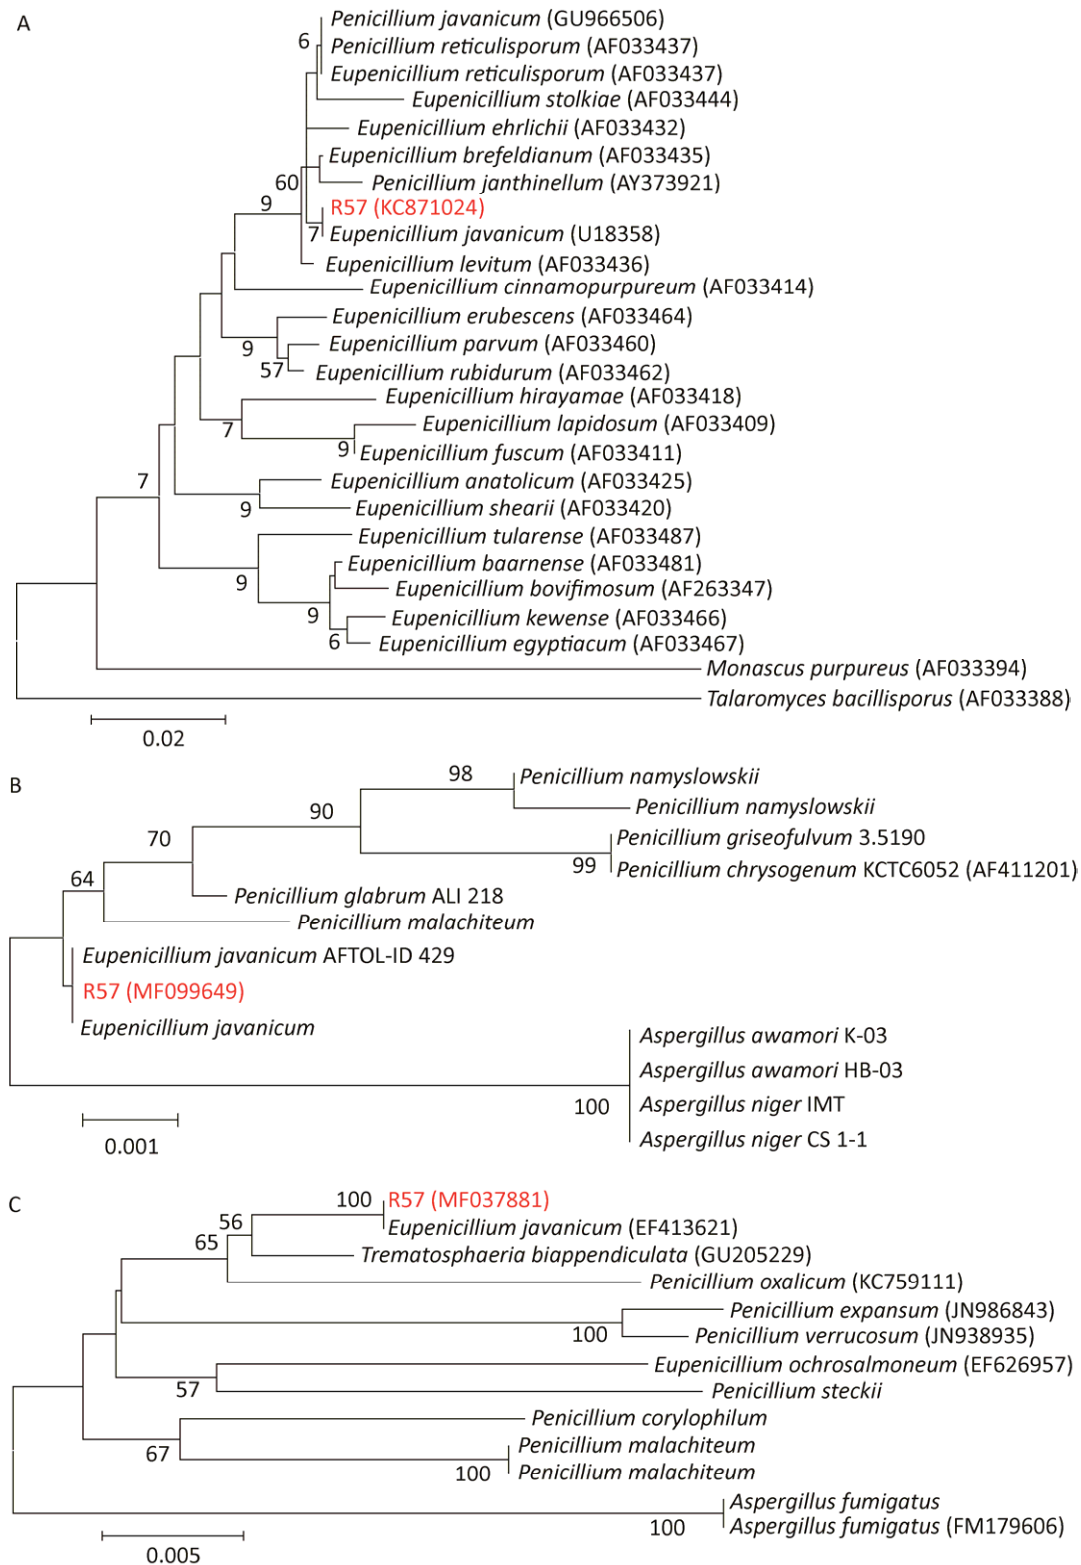 A
Penicillium javanicum (GU966506)
6
Penicillium reticulisporum (AF033437)
Eupenicillium reticulisporum (AF033437)
Eupenicillium stolkiae (AF033444)
Eupenicillium ehrlichii (AF033432)
Eupenicillium brefeldianum (AF033435)
60
Penicillium janthinellum (AY373921)
9
R57 (KC871024)
7
Eupenicillium javanicum (U18358)
Eupenicillium levitum (AF033436)
Eupenicillium cinnamopurpureum (AF033414)
Eupenicillium erubescens (AF033464)
9
Eupenicillium parvum (AF033460)
57
Eupenicillium rubidurum (AF033462)
Eupenicillium hirayamae (AF033418)
7
Eupenicillium lapidosum (AF033409)
9
Eupenicillium fuscum (AF033411)
7
Eupenicillium anatolicum (AF033425)
9
Eupenicillium shearii (AF033420)
Eupenicillium tularense (AF033487)
Eupenicillium baarnense (AF033481)
9
Eupenicillium bovifimosum (AF263347)
9
Eupenicillium kewense (AF033466)
6
Eupenicillium egyptiacum (AF033467)
Monascus purpureus (AF033394)
Talaromyces bacillisporus (AF033388)
0.02
B
98
Penicillium namyslowskii
Penicillium namyslowskii
90
70
Penicillium griseofulvum 3.5190
99
Penicillium chrysogenum KCTC6052 (AF411201)
64
Penicillium glabrum ALI 218
Penicillium malachiteum
Eupenicillium javanicum AFTOL-ID 429
R57 (MF099649)
Eupenicillium javanicum
Aspergillus awamori K-03
Aspergillus awamori HB-03
100
Aspergillus niger IMT
Aspergillus niger CS 1-1
0.001
C
100
R57 (MF037881)
56
Eupenicillium javanicum (EF413621)
65
Trematosphaeria biappendiculata (GU205229)
Penicillium oxalicum (KC759111)
Penicillium expansum (JN986843)
100
Penicillium verrucosum (JN938935)
Eupenicillium ochrosalmoneum (EF626957)
57
Penicillium steckii
Penicillium corylophilum
67
Penicillium malachiteum
100
Penicillium malachiteum
Aspergillus fumigatus
100
Aspergillus fumigatus (FM179606)
0.005